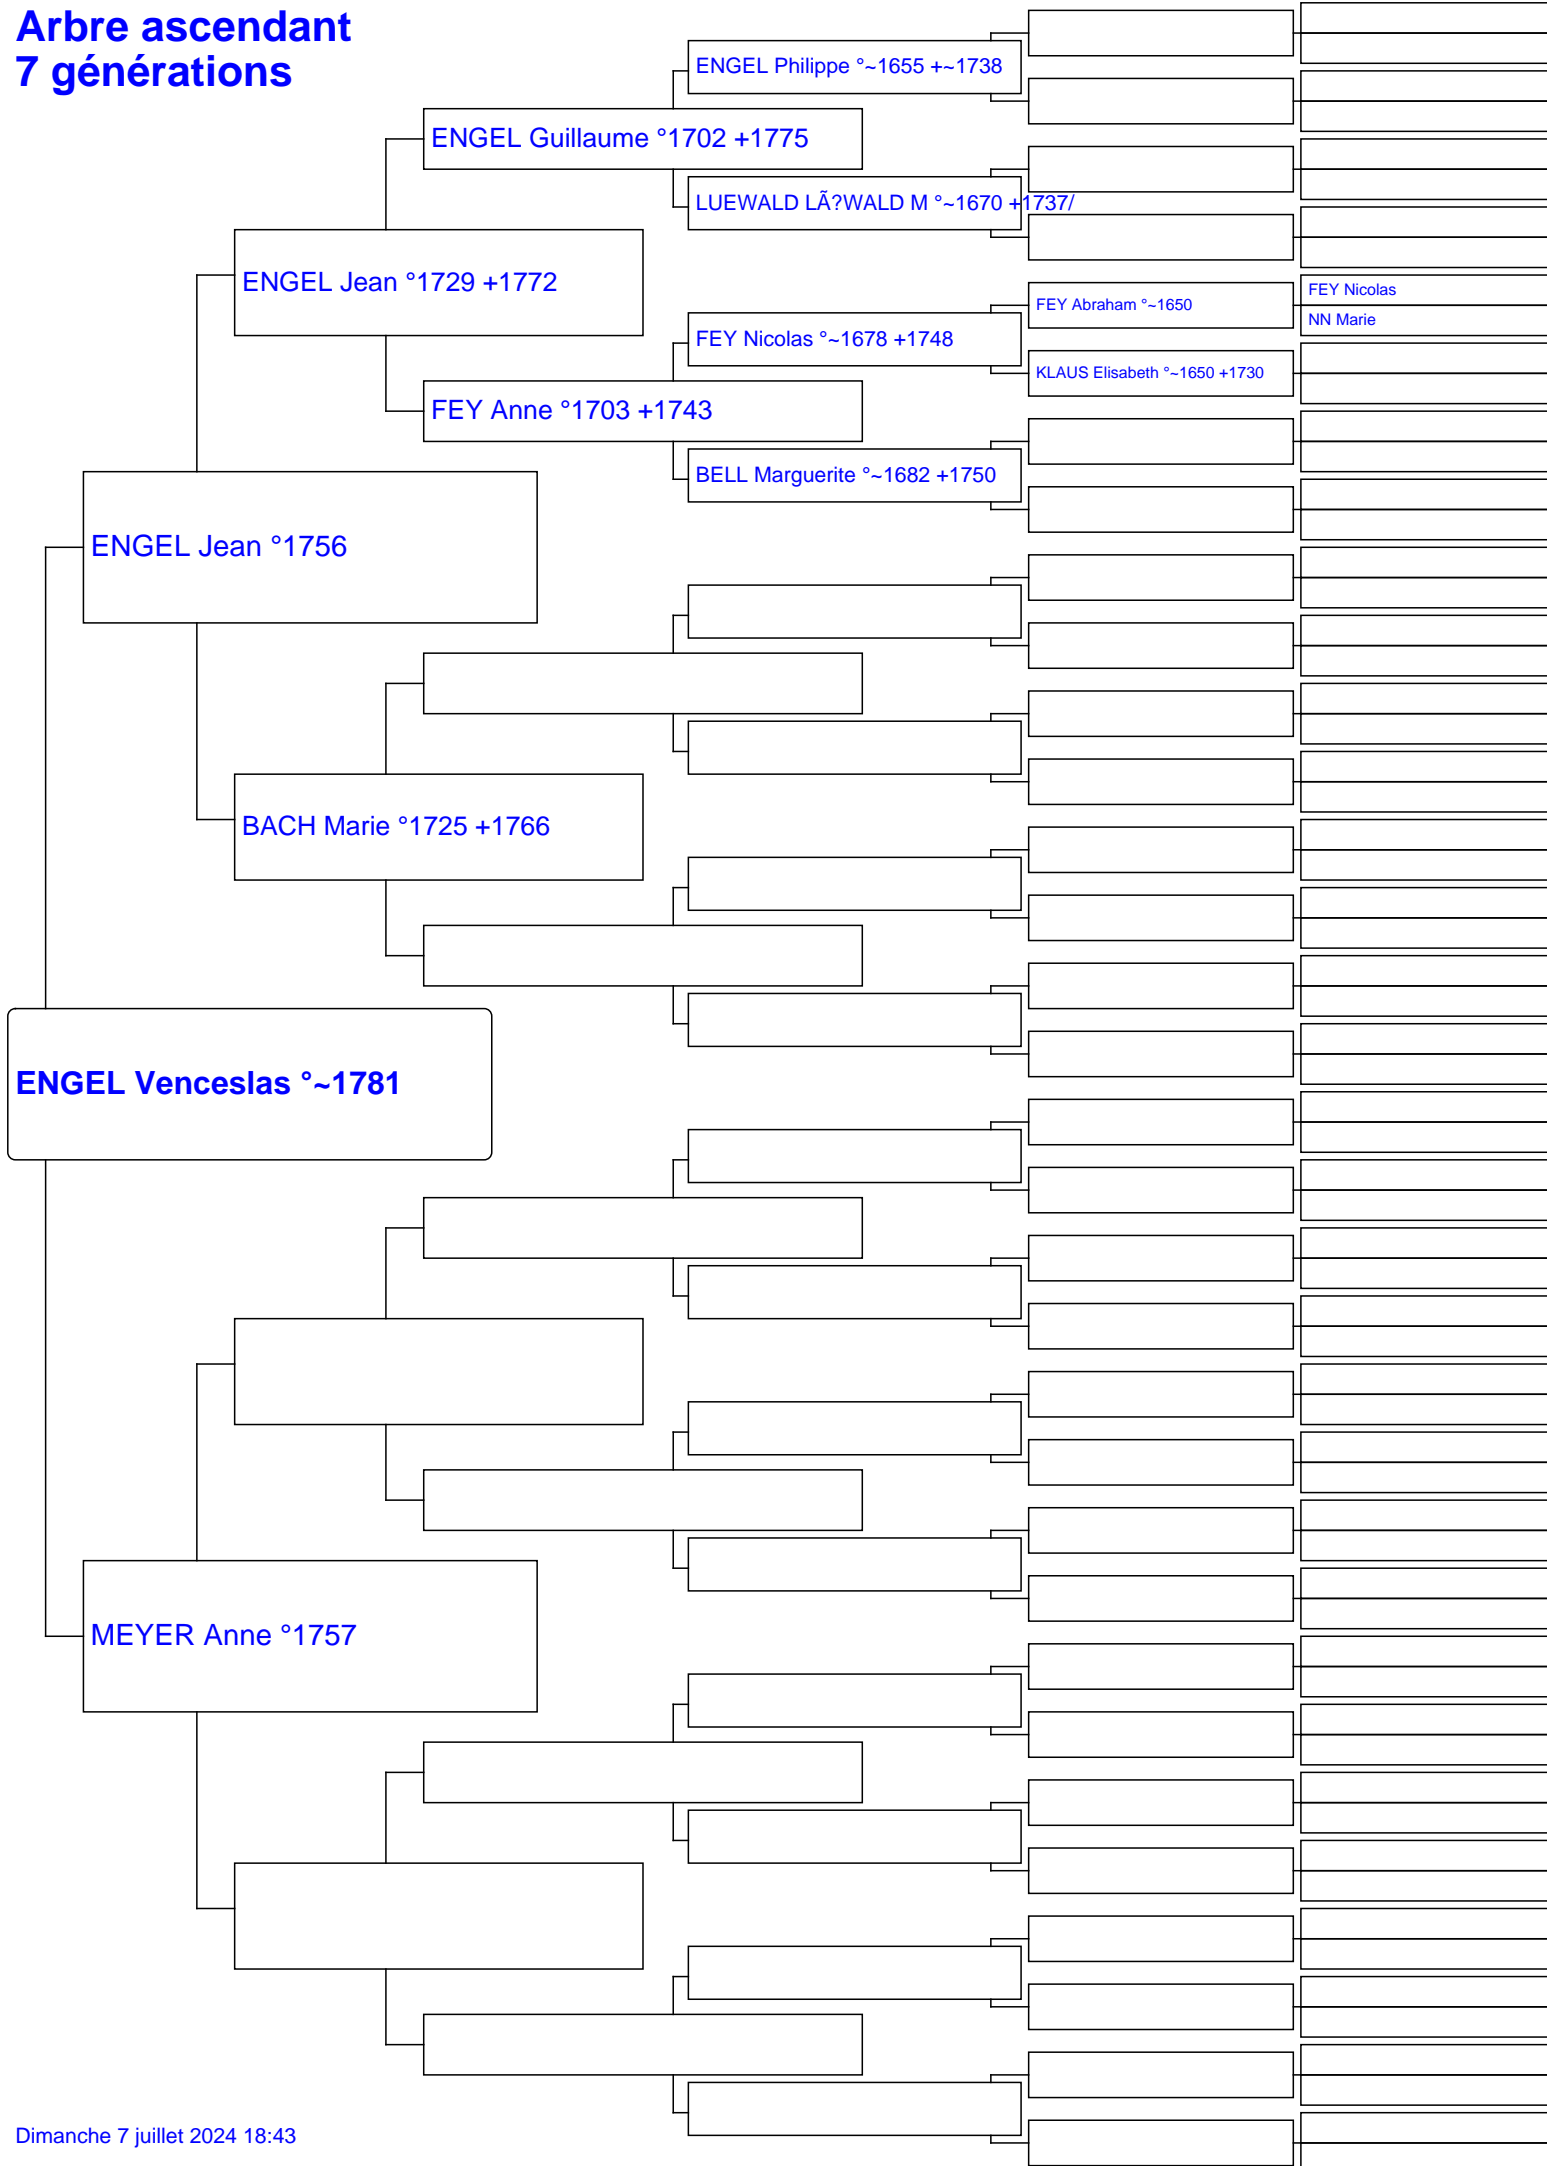 Arbre ascendant
7 générations
ENGEL Philippe °~1655 +~1738
ENGEL Guillaume °1702 +1775
LUEWALD LÃ?WALD M °~1670 +1737/
ENGEL Jean °1729 +1772
FEY Abraham °~1650
FEY Nicolas
NN Marie
FEY Nicolas °~1678 +1748
KLAUS Elisabeth °~1650 +1730
FEY Anne °1703 +1743
BELL Marguerite °~1682 +1750
ENGEL Jean °1756
BACH Marie °1725 +1766
ENGEL Venceslas °~1781
MEYER Anne °1757
Dimanche 7 juillet 2024 18:43